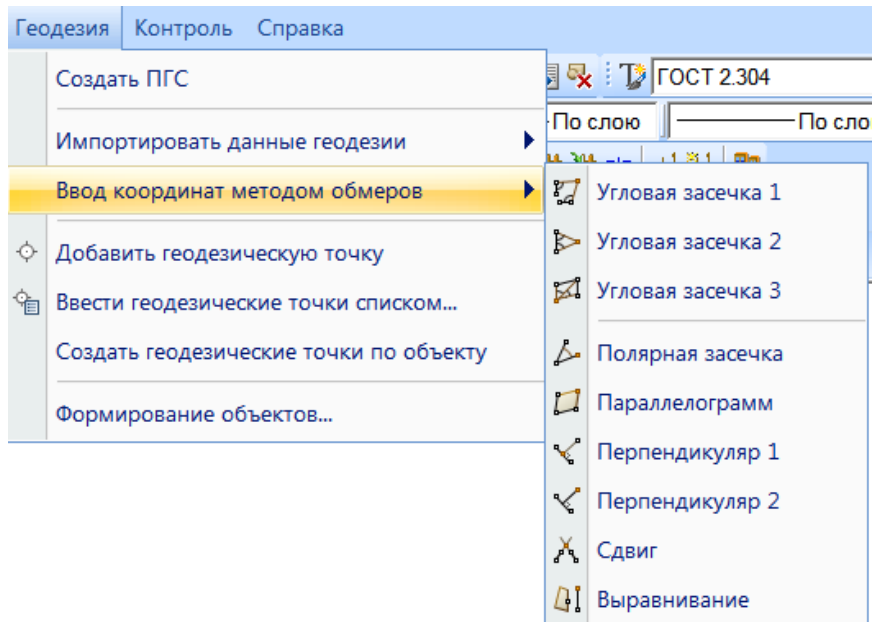 Геодезия Контроль Справка
Создать ПГС
ГОСТ 2.304
По слою По сло
Импортировать данные геодезии
Ввод координат методом обмеров
Угловая засечка 1
Угловая засечка 2
Угловая засечка 3
Полярная засечка
Параллелограмм
Перпендикуляр 1
Перпендикуляр 2
Сдвиг
Выравнивание
Добавить геодезическую точку
Ввести геодезические точки списком...
Создать геодезические точки по объекту
Формирование объектов...